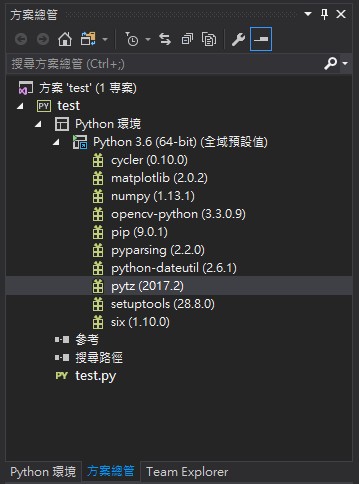 方案總管
搜尋方案總管 (Ctrl+;)
方案 'test' (1 專案)
PY test
Python 環境
Python 3.6 (64-bit) (全域預設值)
cycler (0.10.0)
matplotlib (2.0.2)
numpy (1.13.1)
opencv-python (3.3.0.9)
pip (9.0.1)
pyparsing (2.2.0)
python-dateutil (2.6.1)
pytz (2017.2)
setuptools (28.8.0)
six (1.10.0)
參考
搜尋路徑
PY test.py
Python 環境 方案總管 Team Explorer